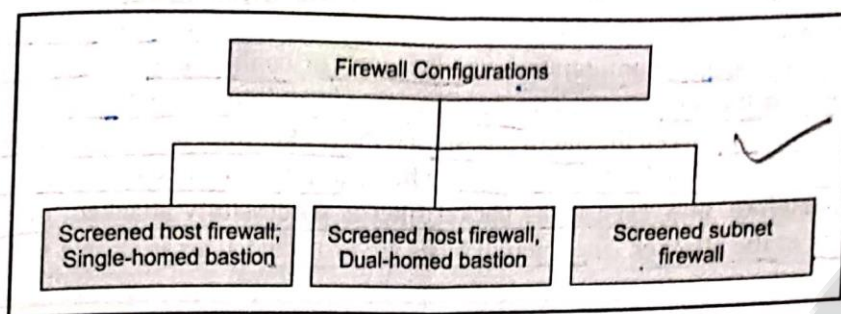 Firewall Configurations
Screened host firewall;
Single-homed bastion
Screened host firewall,
Dual-homed bastion
Screened subnet
firewall